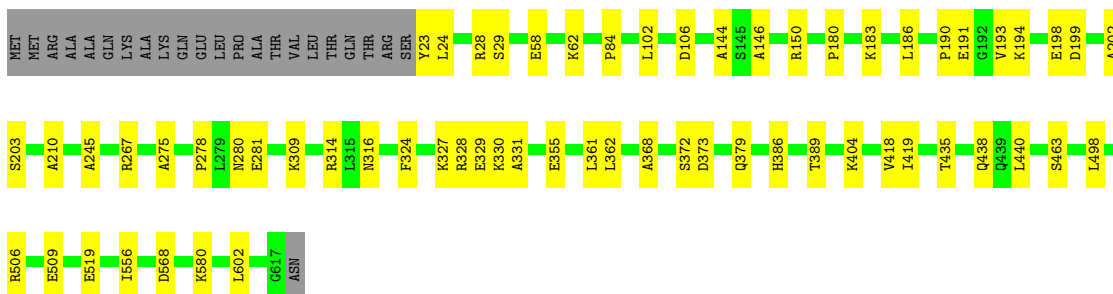 MET MET ARG ALA ALA GLN LYS ALA LYS GLN GLU LEU PRO ALA THR VAL LEU THR GLN THR THR ARG SER Y23 L24 R28 S29 E58 K62 P84 L102 D106 A144 S145 A146 R150 P180 K183 L186 P190 E191 G192 V193 K194 E198 D199
S203 A210 A245 R267 A275 P278 L279 N280 E281 K309 R314 L315 N316 F324 K327 R328 E329 K330 A331 E355 L361 L362 A368 S372 D373 Q379 H386 T389 K404 V418 I419 T435 Q438 Q439 L440 S463 L498
R506 E509 E519 I556 D568 K580 L602 G617 ASN